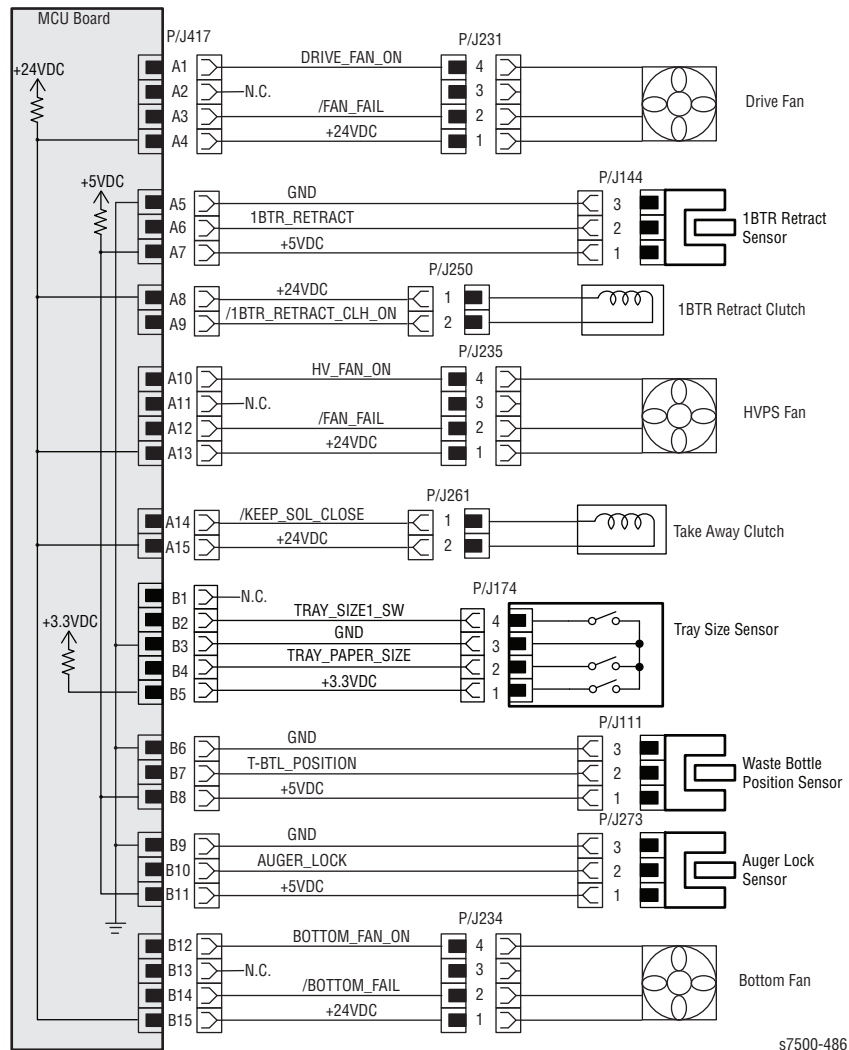 MCU Board
P/J417
P/J231
+24VDC
A1 DRIVE_FAN_ON 4
A2 N.C. 3
A3 /FAN_FAIL 2
A4 +24VDC 1
Drive Fan
+5VDC
P/J144
A5 GND 3
A6 1BTR_RETRACT 2
A7 +5VDC 1
1BTR Retract
Sensor
P/J250
A8 +24VDC 1
A9 /1BTR_RETRACT_CLH_ON 2
1BTR Retract Clutch
P/J235
A10 HV_FAN_ON 4
A11 N.C. 3
A12 /FAN_FAIL 2
A13 +24VDC 1
HVPS Fan
P/J261
A14 /KEEP_SOL_CLOSE 1
A15 +24VDC 2
Take Away Clutch
P/J174
B1 N.C.
+3.3VDC
B2 TRAY_SIZE1_SW 4
B3 GND 3
B4 TRAY_PAPER_SIZE 2
B5 +3.3VDC 1
Tray Size Sensor
P/J111
B6 GND 3
B7 T-BTL_POSITION 2
B8 +5VDC 1
Waste Bottle
Position Sensor
P/J273
B9 GND 3
B10 AUGER_LOCK 2
B11 +5VDC 1
Auger Lock
Sensor
P/J234
B12 BOTTOM_FAN_ON 4
B13 N.C. 3
B14 /BOTTOM_FAIL 2
B15 +24VDC 1
Bottom Fan
s7500-486